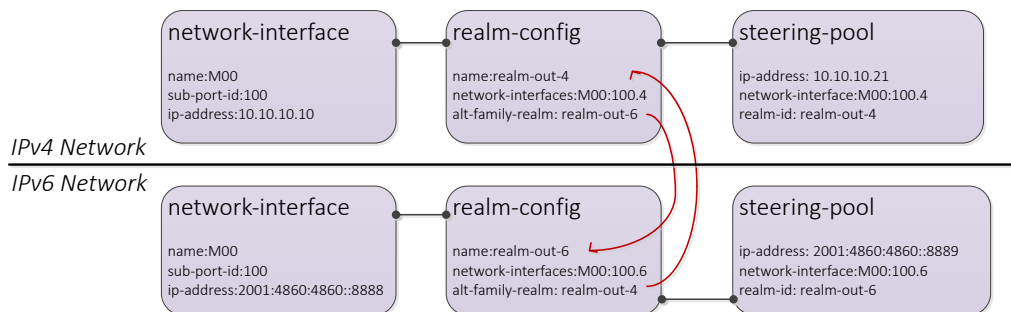 network-interface
name:M00
sub-port-id:100
ip-address:10.10.10.10
realm-config
name:realm-out-4
network-interfaces:M00:100.4
alt-family-realm: realm-out-6
steering-pool
ip-address: 10.10.10.21
network-interface:M00:100.4
realm-id: realm-out-4
IPv4 Network
IPv6 Network
network-interface
name:M00
sub-port-id:100
ip-address:2001:4860:4860::8888
realm-config
name:realm-out-6
network-interfaces:M00:100.6
alt-family-realm: realm-out-4
steering-pool
ip-address: 2001:4860:4860::8889
network-interface:M00:100.6
realm-id: realm-out-6